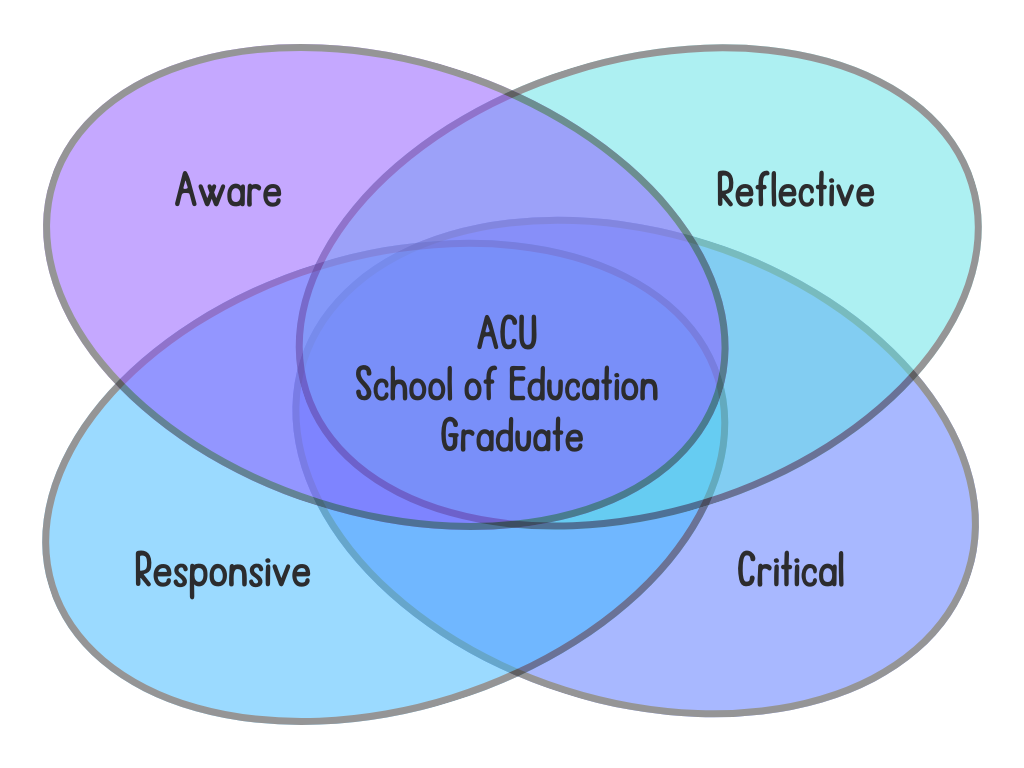 Aware
Reflective
ACU
School of Education
Graduate
Responsive
Critical